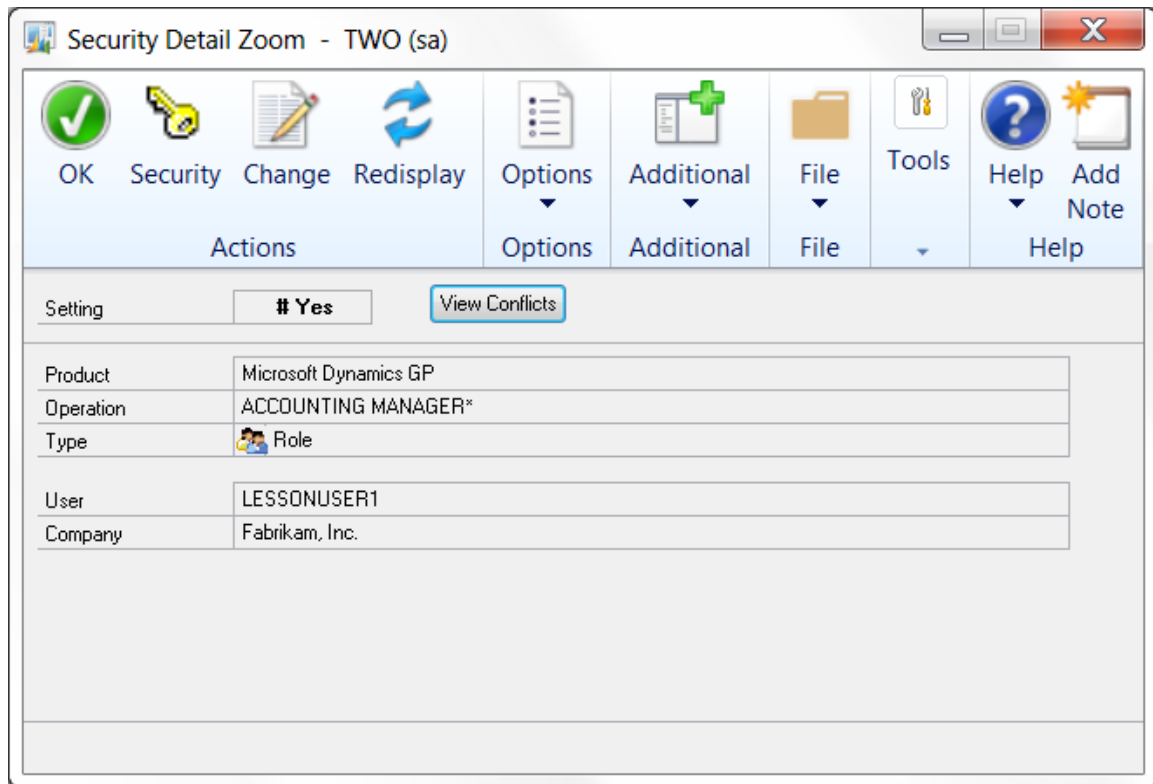 Security Detail Zoom - TWO (sa)
OK Security Change Redisplay Options Additional File Tools Help Add Note
Actions Options Additional File Help
Setting # Yes View Conflicts
Product Microsoft Dynamics GP
Operation ACCOUNTING MANAGER*
Type Role
User LESSONUSER1
Company Fabrikam, Inc.